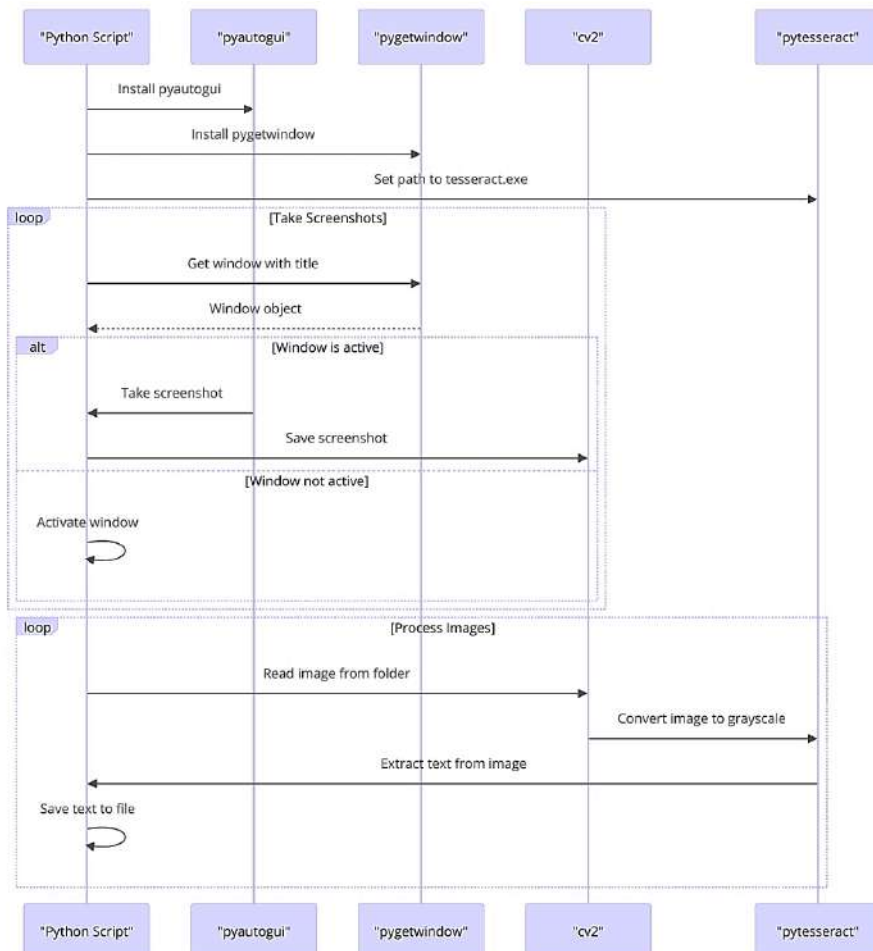 "Python Script" "pyautogui" "pygetwindow" "cv2" "pytesseract"
Install pyautogui
Install pygetwindow
Set path to tesseract.exe
loop [Take Screenshots]
Get window with title
Window object
alt [Window is active]
Take screenshot
Save screenshot
[Window not active]
Activate window
loop [Process Images]
Read image from folder
Convert image to grayscale
Extract text from image
Save text to file
"Python Script" "pyautogui" "pygetwindow" "cv2" "pytesseract"